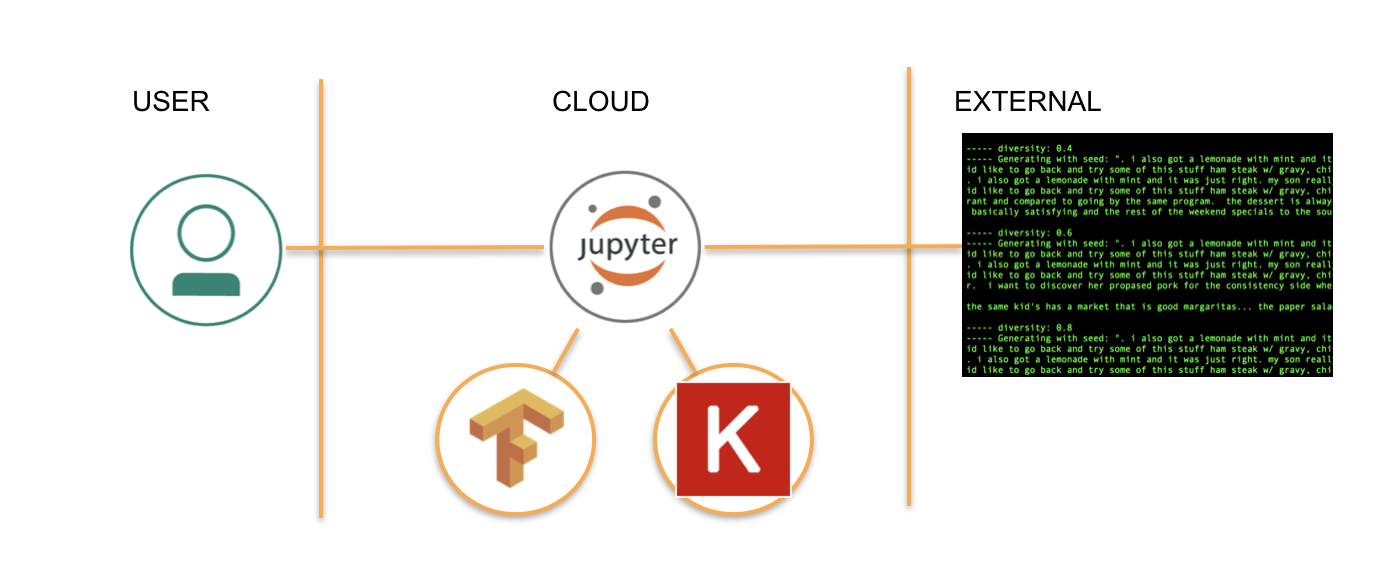 USER
CLOUD
EXTERNAL
jupyter
K
----- diversity: 0.4
----- Generating with seed: ". i also got a lemonade with mint and it
id like to go back and try some of this stuff ham steak w/ gravy, chi
. i also got a lemonade with mint and it was just right. my son reall
id like to go back and try some of this stuff ham steak w/ gravy, chi
rant and compared to going by the same program.  the dessert is alway
basically satisfying and the rest of the weekend specials to the sou
----- diversity: 0.6
----- Generating with seed: ". i also got a lemonade with mint and it
id like to go back and try some of this stuff ham steak w/ gravy, chi
. i also got a lemonade with mint and it was just right. my son reall
id like to go back and try some of this stuff ham steak w/ gravy, chi
r.  i want to discover her propased pork for the consistency side whe
the same kid's has a market that is good margaritas... the paper sala
----- diversity: 0.8
----- Generating with seed: ". i also got a lemonade with mint and it
id like to go back and try some of this stuff ham steak w/ gravy, chi
. i also got a lemonade with mint and it was just right. my son reall
id like to go back and try some of this stuff ham steak w/ gravy, chi